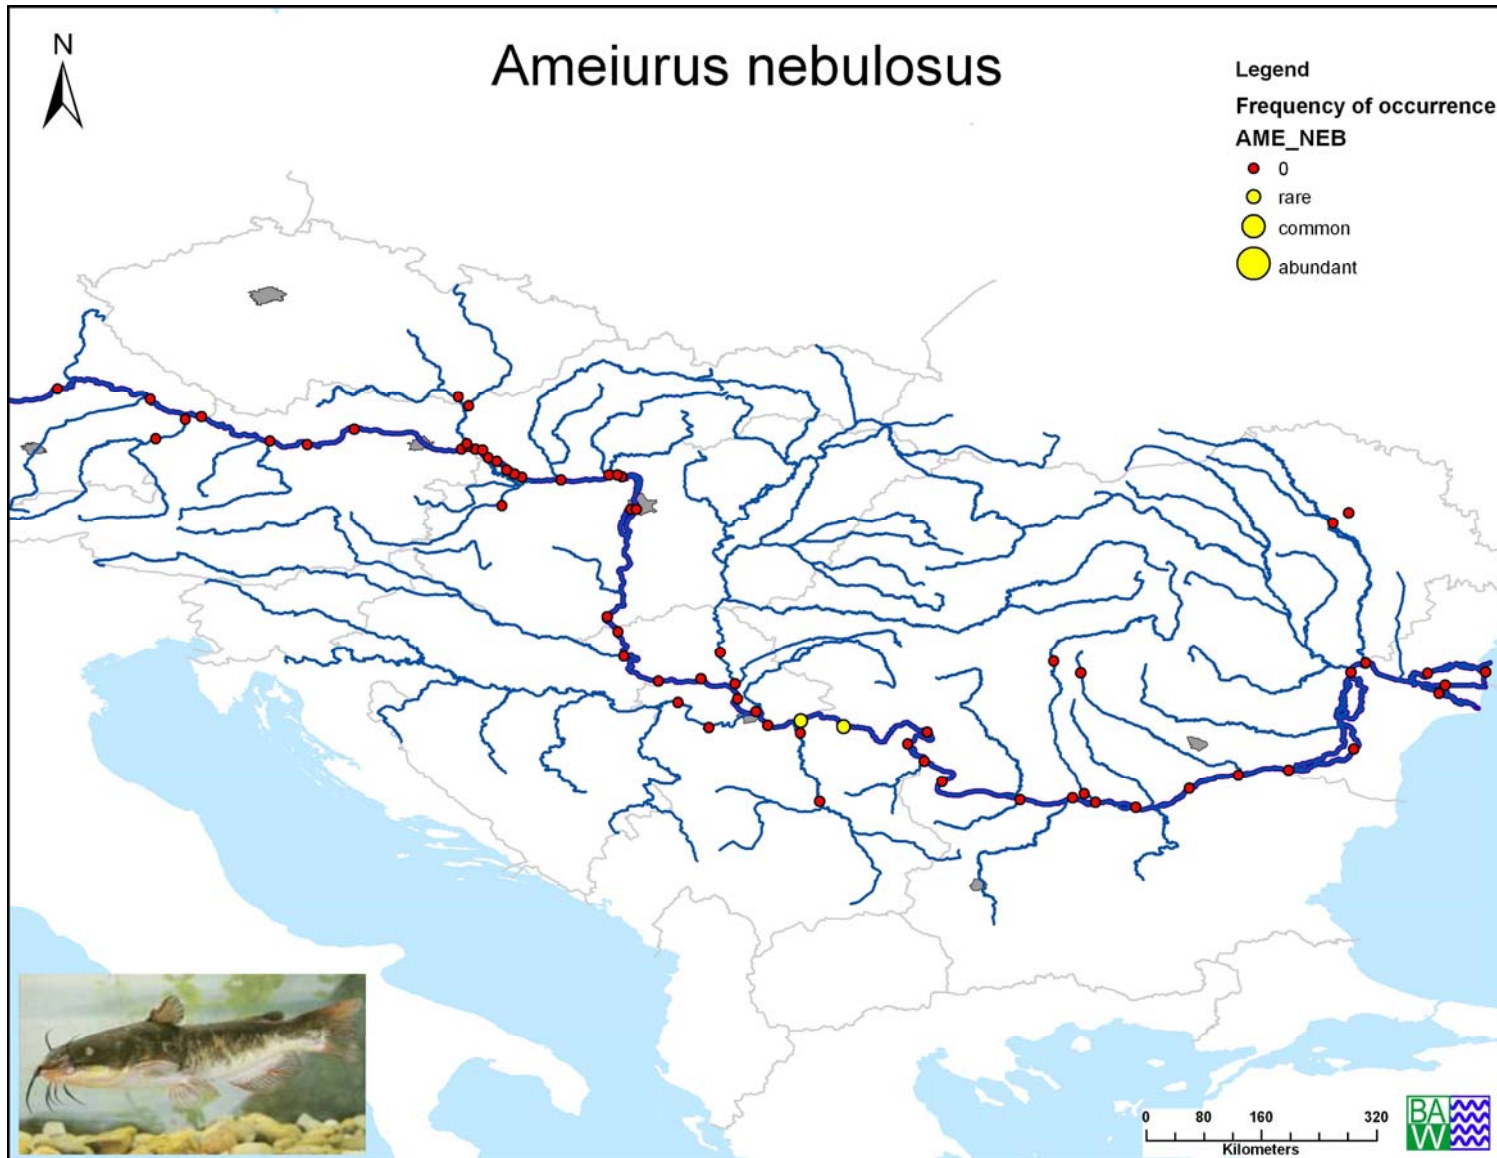 N
Ameiurus nebulosus
Legend
Frequency of occurrence
AME_NEB
0
rare
common
abundant
0 80 160 320
Kilometers
BA
W